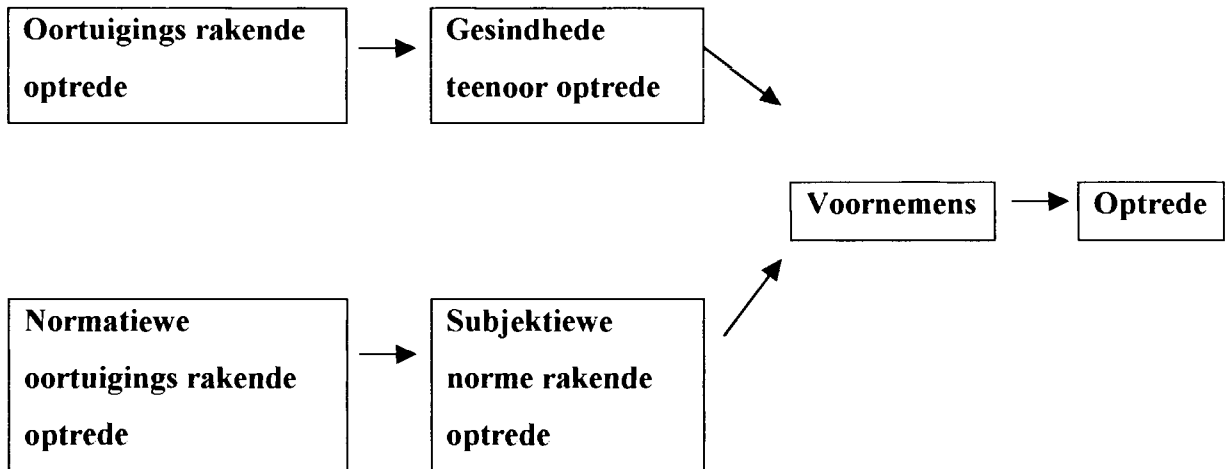 Oortuigings rakende
optrede
Gesindhede
teenoor optrede
Voornemens
Optrede
Normatiewe
oortuigings rakende
optrede
Subjektiewe
norme rakende
optrede